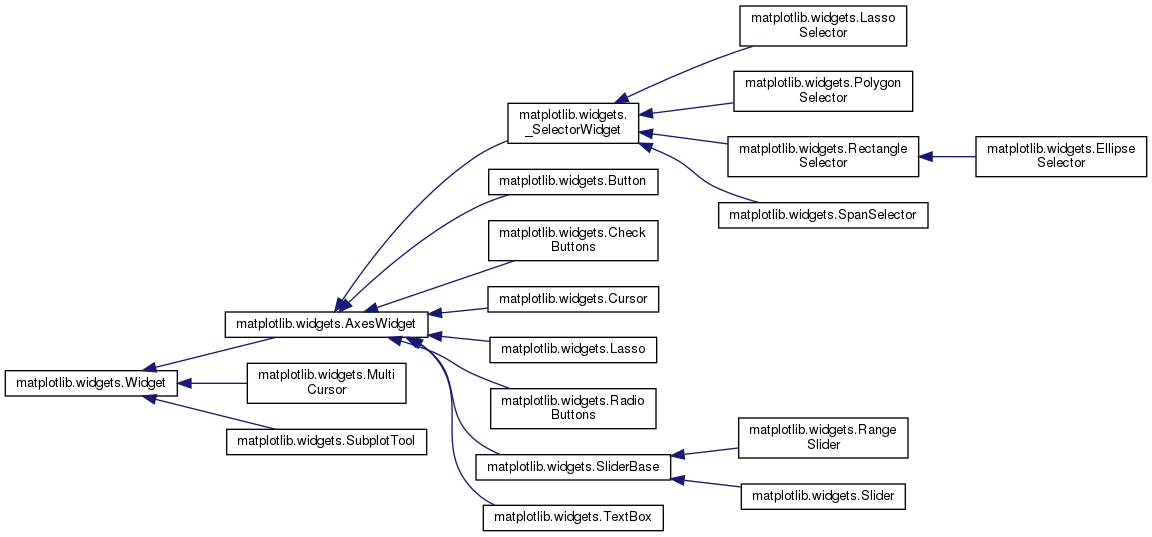 matplotlib.widgets.Lasso
Selector
matplotlib.widgets.Polygon
Selector
matplotlib.widgets.
_SelectorWidget
matplotlib.widgets.Rectangle
Selector
matplotlib.widgets.Ellipse
Selector
matplotlib.widgets.Button
matplotlib.widgets.SpanSelector
matplotlib.widgets.Check
Buttons
matplotlib.widgets.Cursor
matplotlib.widgets.AxesWidget
matplotlib.widgets.Lasso
matplotlib.widgets.Widget
matplotlib.widgets.Multi
Cursor
matplotlib.widgets.Radio
Buttons
matplotlib.widgets.SubplotTool
matplotlib.widgets.Range
Slider
matplotlib.widgets.SliderBase
matplotlib.widgets.Slider
matplotlib.widgets.TextBox